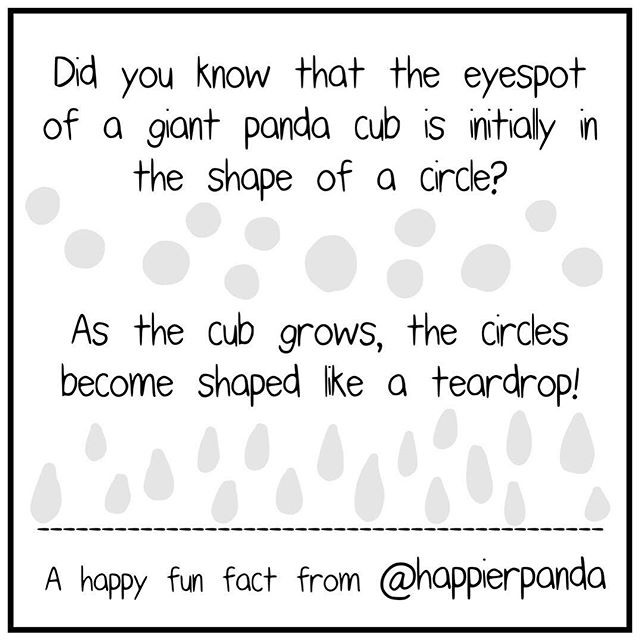 Did you know that the eyespot
of a giant panda cub is initially in
the shape of a circle?
As the cub grows, the circles
become shaped like a teardrop!
A happy fun fact from @happierpanda